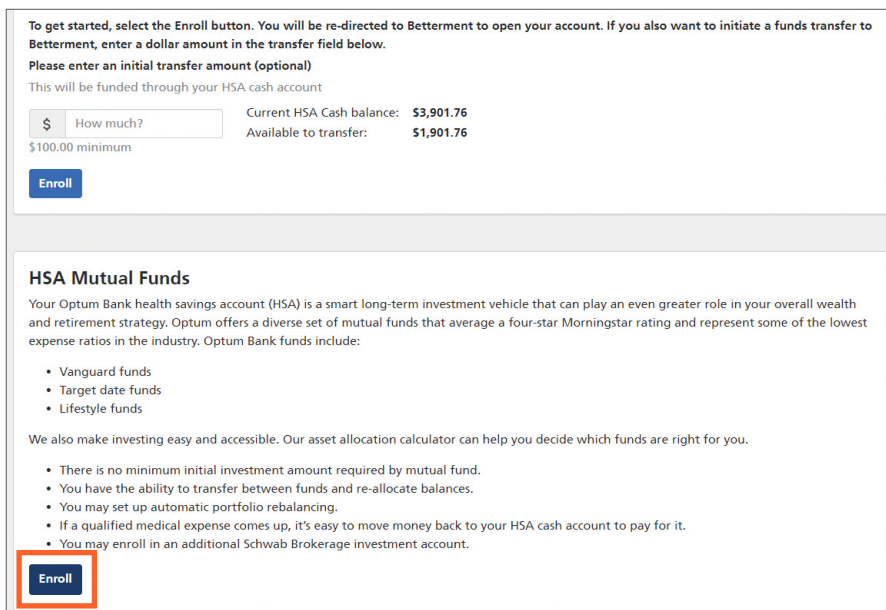 To get started, select the Enroll button. You will be re-directed to Betterment to open your account. If you also want to initiate a funds transfer to
Betterment, enter a dollar amount in the transfer field below.
Please enter an initial transfer amount (optional)
This will be funded through your HSA cash account
$ How much?
Current HSA Cash balance: $3,901.76
Available to transfer: $1,901.76
$100.00 minimum
Enroll
HSA Mutual Funds
Your Optum Bank health savings account (HSA) is a smart long-term investment vehicle that can play an even greater role in your overall wealth
and retirement strategy. Optum offers a diverse set of mutual funds that average a four-star Morningstar rating and represent some of the lowest
expense ratios in the industry. Optum Bank funds include:
• Vanguard funds
• Target date funds
• Lifestyle funds
We also make investing easy and accessible. Our asset allocation calculator can help you decide which funds are right for you.
• There is no minimum initial investment amount required by mutual fund.
• You have the ability to transfer between funds and re-allocate balances.
• You may set up automatic portfolio rebalancing.
• If a qualified medical expense comes up, it's easy to move money back to your HSA cash account to pay for it.
• You may enroll in an additional Schwab Brokerage investment account.
Enroll